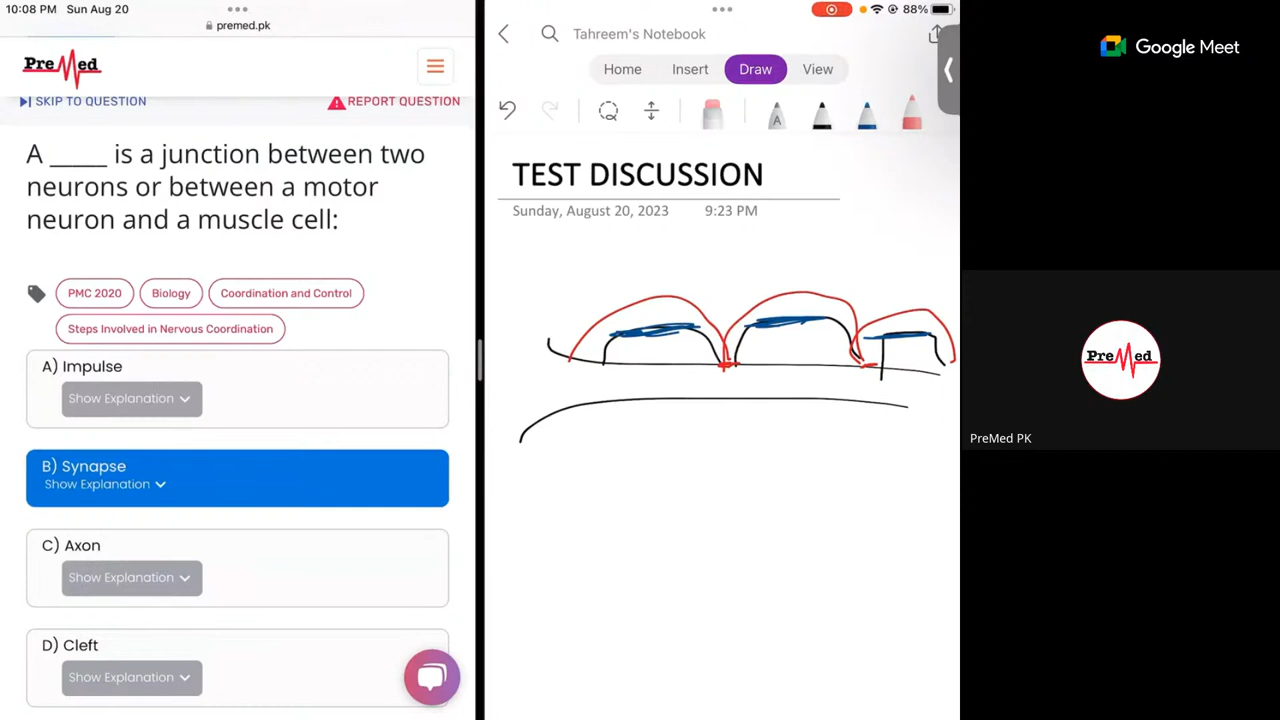 10:08 PM Sun Aug 20
premed.pk
PreMed
SKIP TO QUESTION
REPORT QUESTION
A _____ is a junction between two
neurons or between a motor
neuron and a muscle cell:
PMC 2020
Biology
Coordination and Control
Steps Involved in Nervous Coordination
A) Impulse
Show Explanation
B) Synapse
Show Explanation
C) Axon
Show Explanation
D) Cleft
Show Explanation
88%
Tahreem's Notebook
Home
Insert
Draw
View
A
TEST DISCUSSION
Sunday, August 20, 2023 9:23 PM
Google Meet
PreMed
PreMed PK